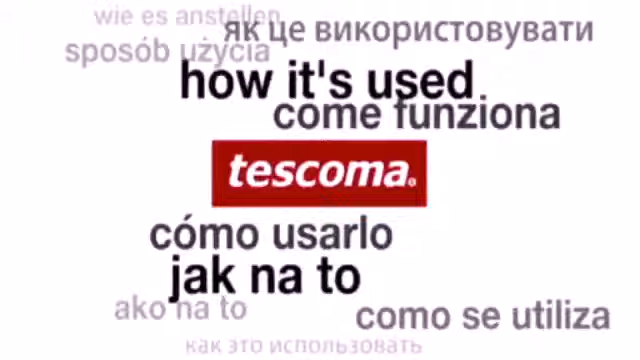 wie es anstellen
як це використовувати
sposób użycia
how it's used
come funziona
tescoma®
cómo usarlo
jak na to
ako na to
como se utiliza
как это использовать